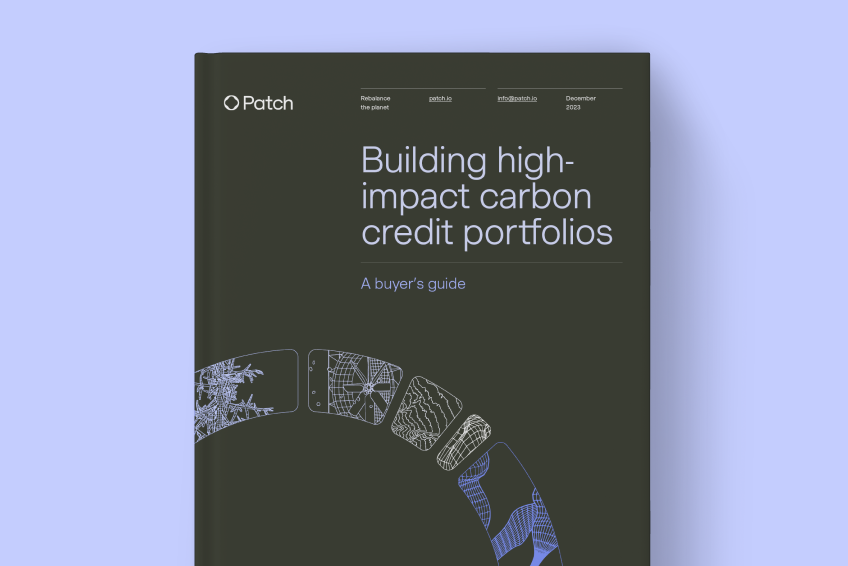 Patch
Rebalance
the planet
patch.io
info@patch.io
December
2023
Building high-
impact carbon
credit portfolios
A buyer's guide